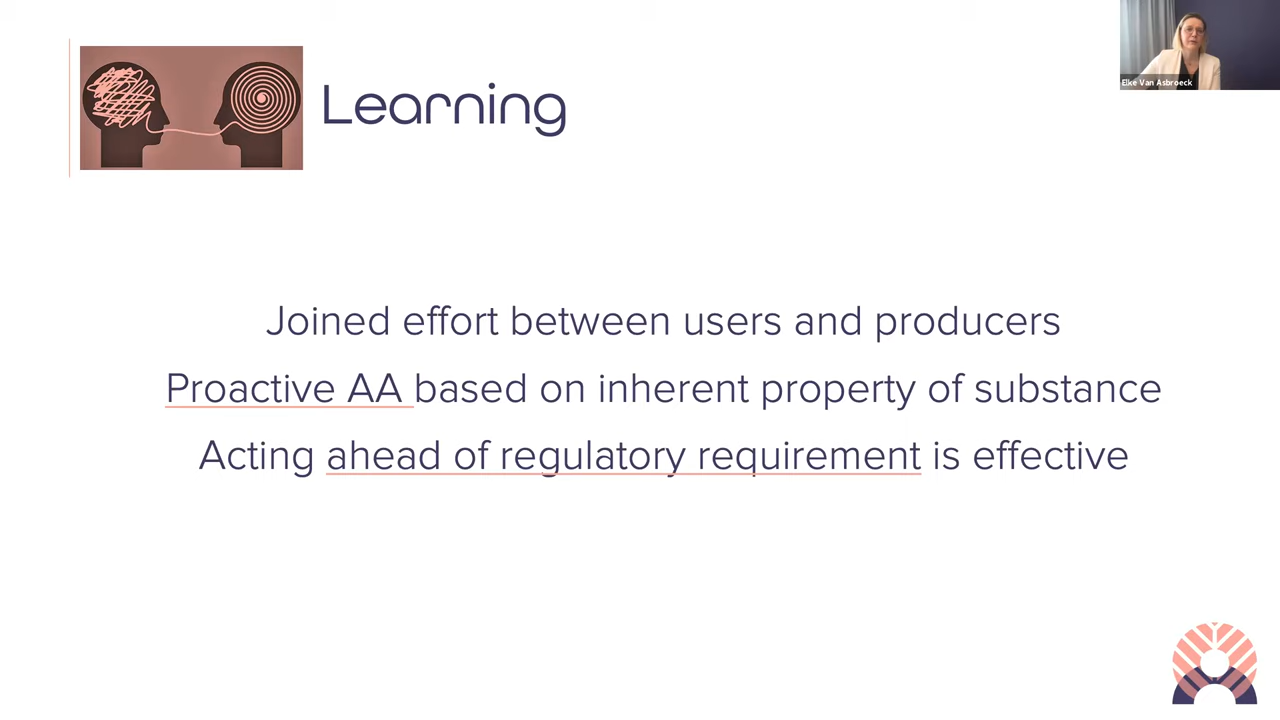 Elke Van Asbroeck
Learning
Joined effort between users and producers
Proactive AA based on inherent property of substance
Acting ahead of regulatory requirement is effective